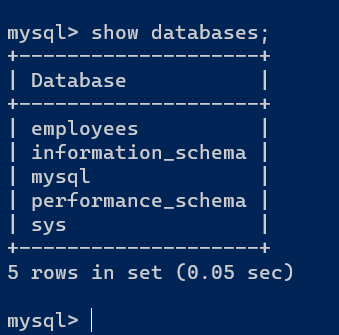 mysql> show databases;
+--------------------+
| Database           |
+--------------------+
| employees          |
| information_schema |
| mysql              |
| performance_schema |
| sys                |
+--------------------+
5 rows in set (0.05 sec)
mysql>